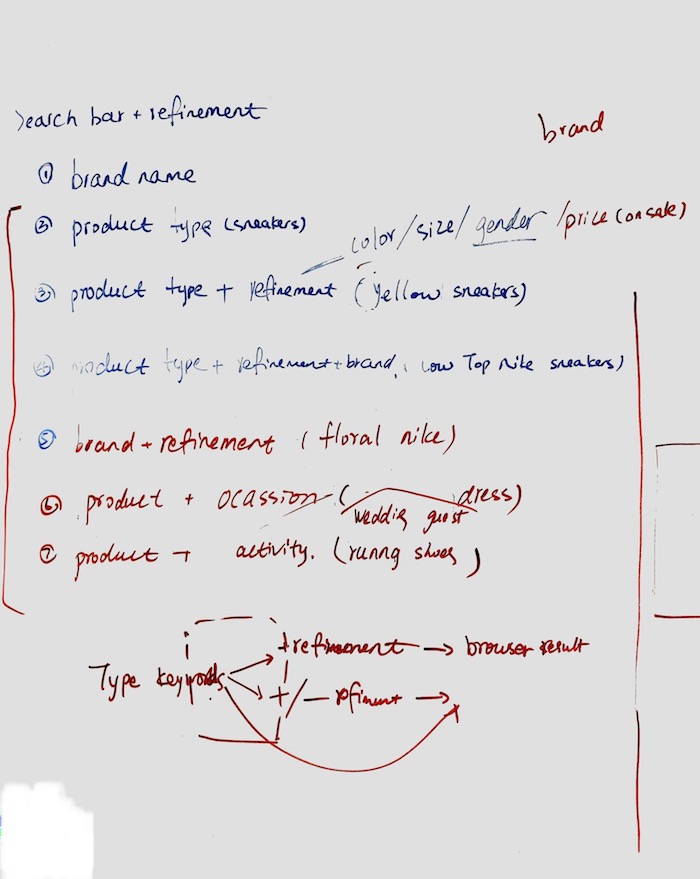 Search bar + refinement
brand
① brand name
② product type (sneakers)
color/size/gender/price (on sale)
③ product type + refinement (yellow sneakers)
④ product type + refinement + brand, Low Top Nike sneakers)
⑤ brand + refinement (floral nike)
⑥ product + ocassion ( dress)
weddig guest
⑦ product + activity. (runng shoes)
+refinement → browser result
Type keywords
+/– refinment →